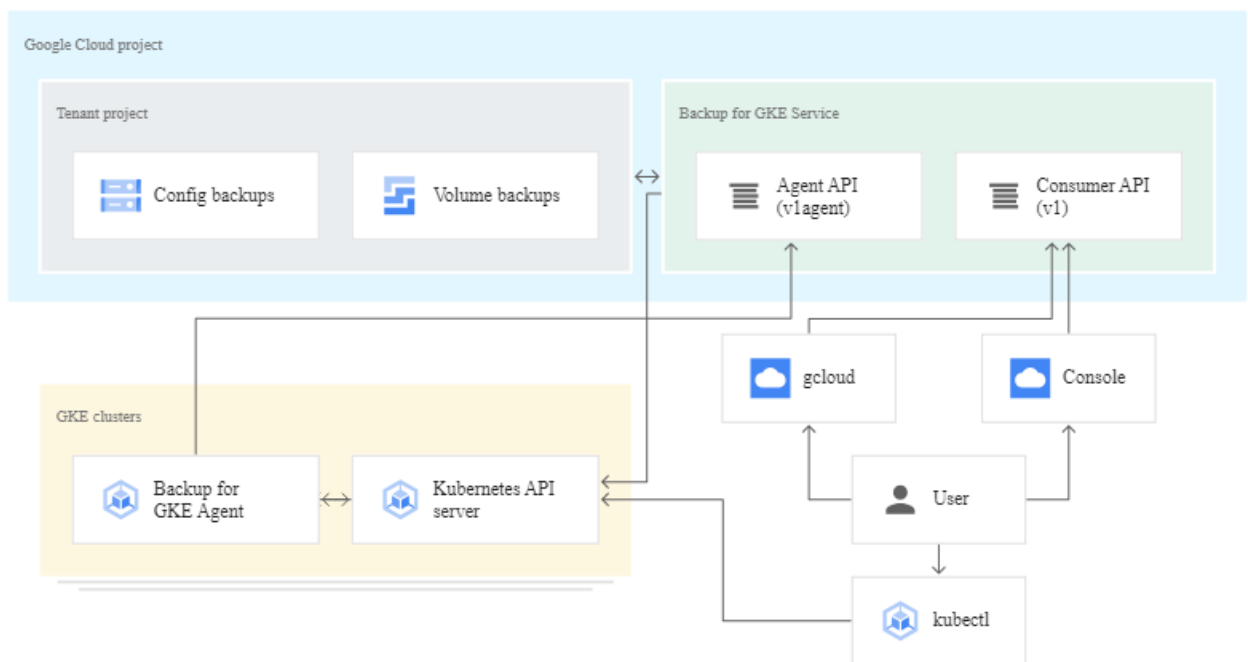 Google Cloud project
Tenant project
Config backups
Volume backups
Backup for GKE Service
Agent API
(v1agent)
Consumer API
(v1)
gcloud
Console
GKE clusters
Backup for
GKE Agent
Kubernetes API
server
User
kubectl